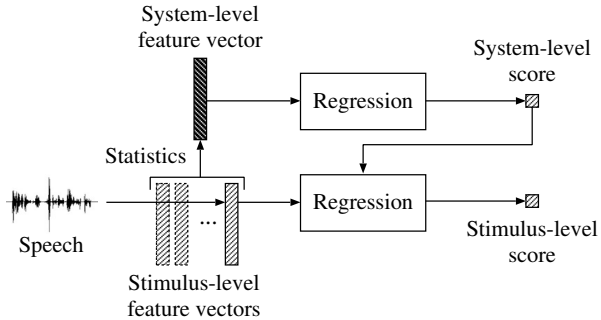 System-level
feature vector
System-level
score
Regression
Statistics
Regression
...
Speech
Stimulus-level
feature vectors
Stimulus-level
score